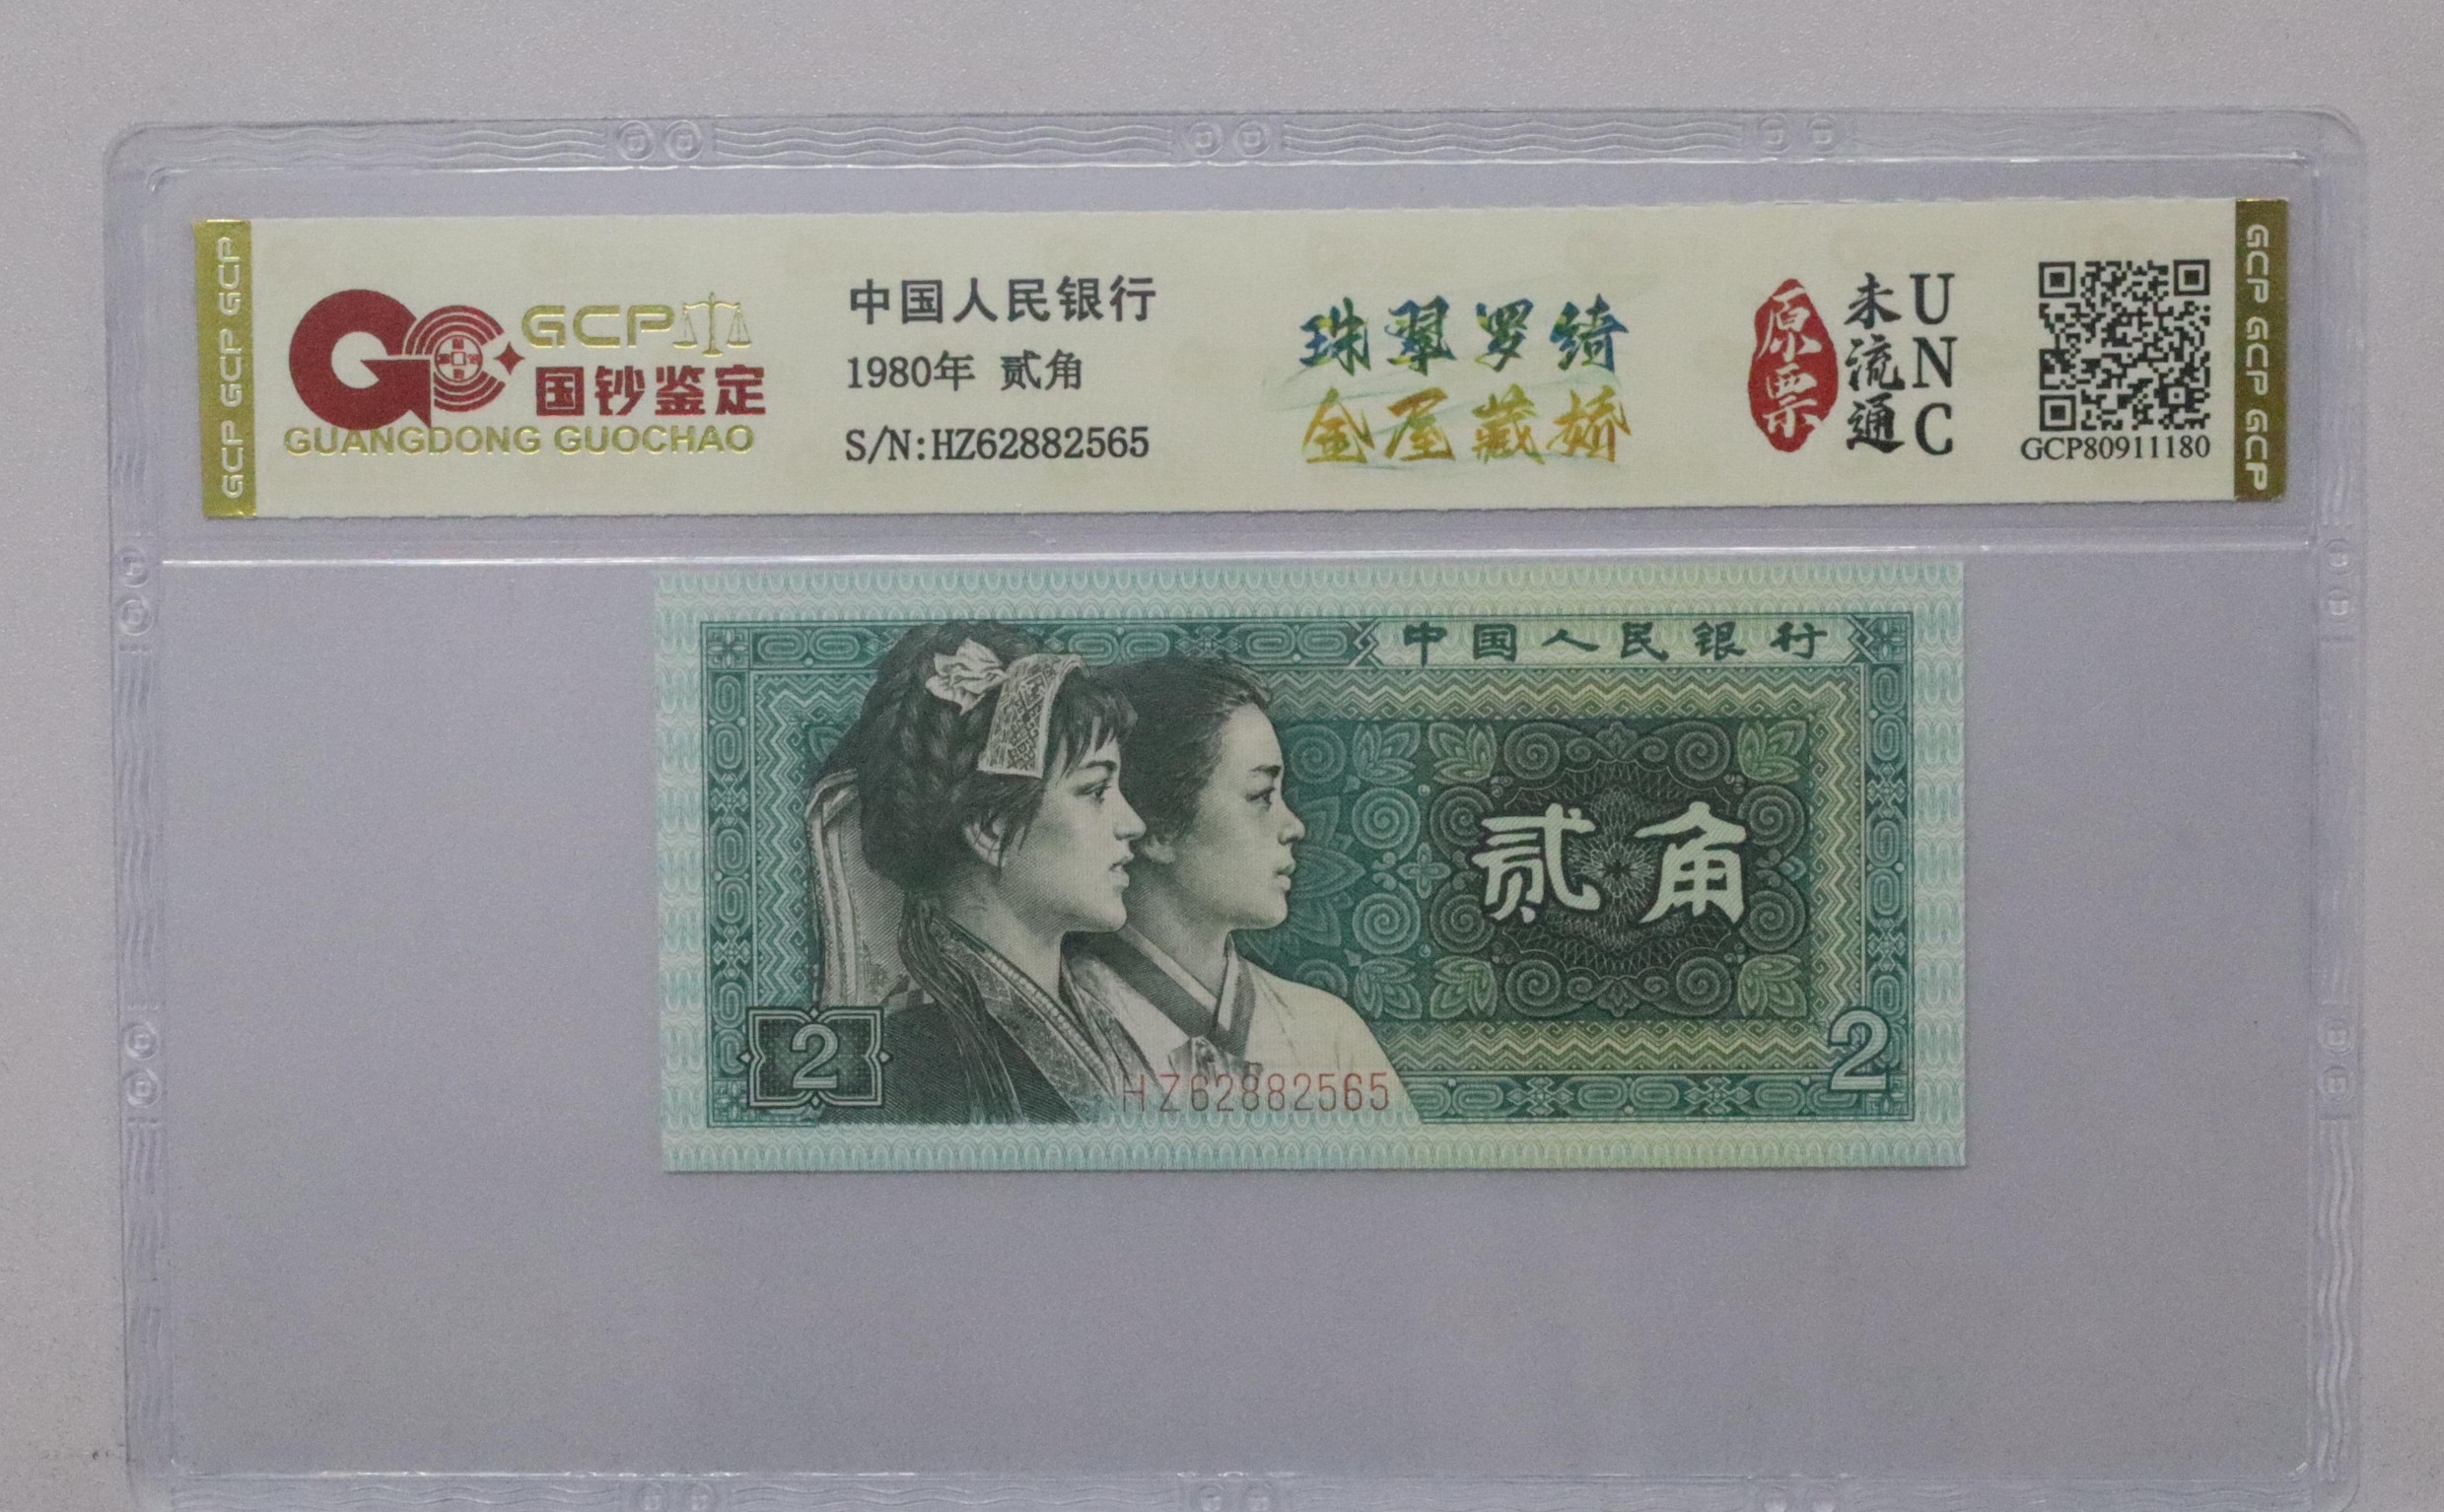 GCP GCP GCP
GCP
国钞鉴定
GUANGDONG GUOCHAO
中国人民银行
1980年 贰角
S/N:HZ62882565
珠翠罗绮
金屋藏娇
原票
未流通
UNC
GCP80911180
GCP GCP GCP
中国人民银行
贰角
2
2
HZ62882565